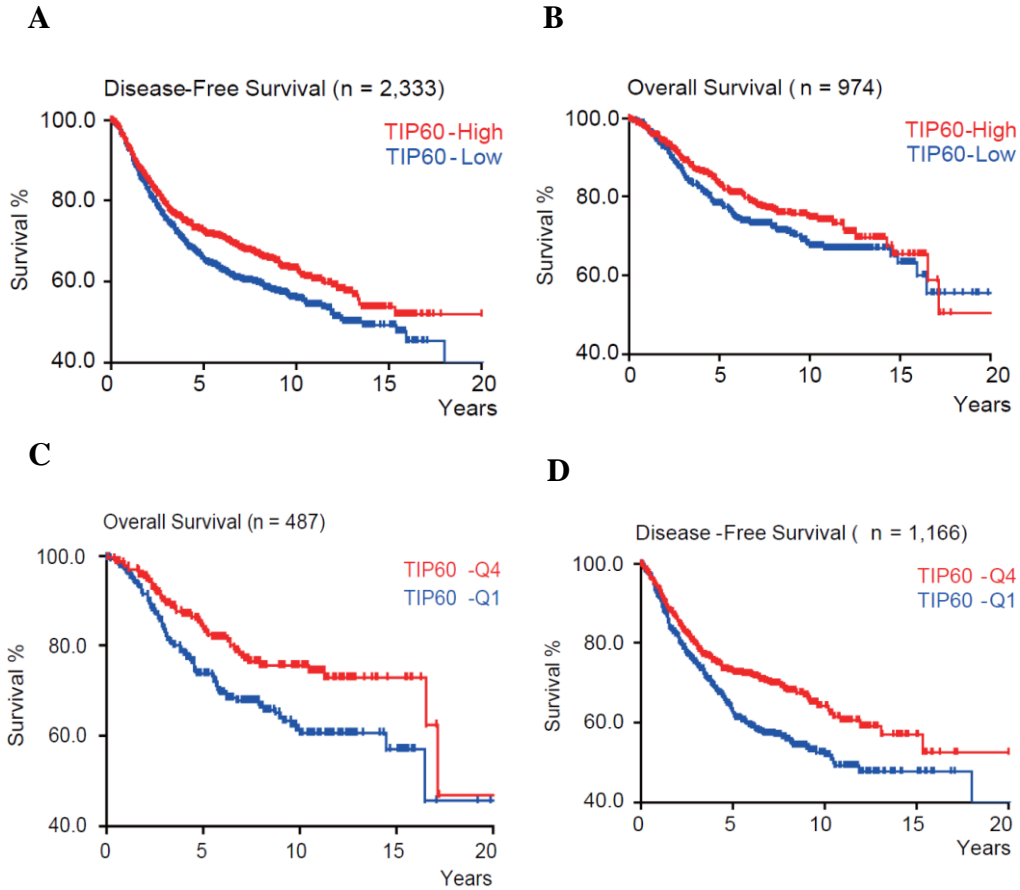 A
Disease-Free Survival (n = 2,333)
100.0
80.0
60.0
40.0
Survival %
TIP60 -High
TIP60 - Low
0 5 10 15 20
Years
B
Overall Survival ( n = 974)
100.0
80.0
60.0
40.0
Survival %
TIP60-High
TIP60-Low
0 5 10 15 20
Years
C
Overall Survival (n = 487)
100.0
80.0
60.0
40.0
Survival %
TIP60 -Q4
TIP60 -Q1
0 5 10 15 20
Years
D
Disease -Free Survival ( n = 1,166)
100.0
80.0
60.0
40.0
Survival %
TIP60 -Q4
TIP60 -Q1
0 5 10 15 20
Years